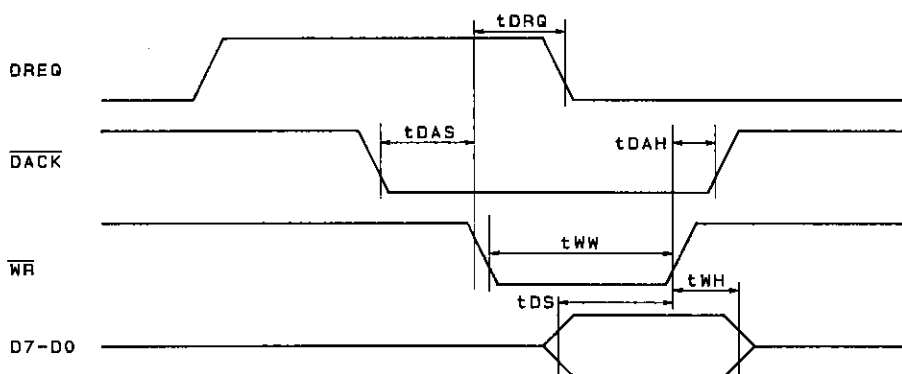 tDRQ
DREQ
tDAS
tDAH
DACK
tWW
WR
tWH
tDS
D7-D0